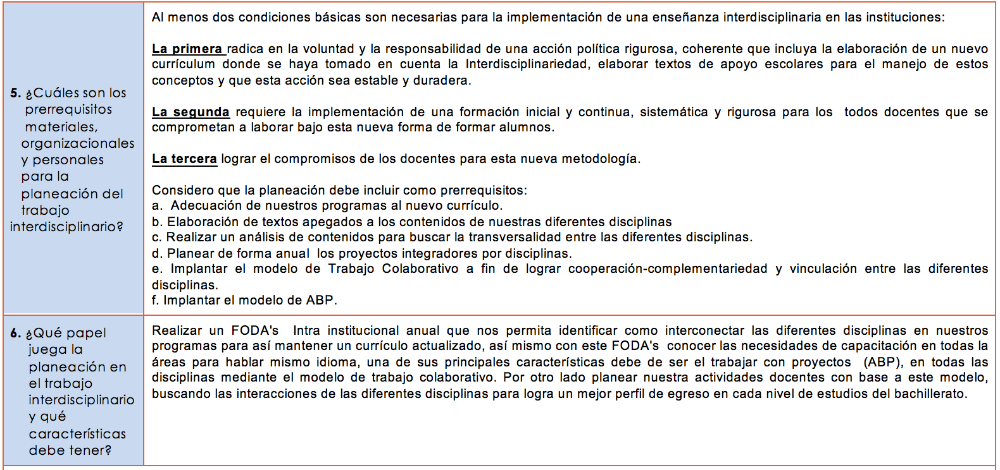 5. ¿Cuáles son los
prerrequisitos
materiales,
organizacionales
y personales
para la
planeación del
trabajo
interdisciplinario?
Al menos dos condiciones básicas son necesarias para la implementación de una enseñanza interdisciplinaria en las instituciones:
La primera radica en la voluntad y la responsabilidad de una acción política rigurosa, coherente que incluya la elaboración de un nuevo
currículum donde se haya tomado en cuenta la Interdisciplinariedad, elaborar textos de apoyo escolares para el manejo de estos
conceptos y que esta acción sea estable y duradera.
La segunda requiere la implementación de una formación inicial y continua, sistemática y rigurosa para los todos docentes que se
comprometan a laborar bajo esta nueva forma de formar alumnos.
La tercera lograr el compromisos de los docentes para esta nueva metodología.
Considero que la planeación debe incluir como prerrequisitos:
a. Adecuación de nuestros programas al nuevo currículo.
b. Elaboración de textos apegados a los contenidos de nuestras diferentes disciplinas
c. Realizar un análisis de contenidos para buscar la transversalidad entre las diferentes disciplinas.
d. Planear de forma anual los proyectos integradores por disciplinas.
e. Implantar el modelo de Trabajo Colaborativo a fin de lograr cooperación-complementariedad y vinculación entre las diferentes
disciplinas.
f. Implantar el modelo de ABP.
6. ¿Qué papel
juega la
planeación en
el trabajo
interdisciplinario
y qué
características
debe tener?
Realizar un FODA's Intra institucional anual que nos permita identificar como interconectar las diferentes disciplinas en nuestros
programas para así mantener un currículo actualizado, así mismo con este FODA's conocer las necesidades de capacitación en todas la
áreas para hablar mismo idioma, una de sus principales características debe de ser el trabajar con proyectos (ABP), en todas las
disciplinas mediante el modelo de trabajo colaborativo. Por otro lado planear nuestra actividades docentes con base a este modelo,
buscando las interacciones de las diferentes disciplinas para logra un mejor perfil de egreso en cada nivel de estudios del bachillerato.